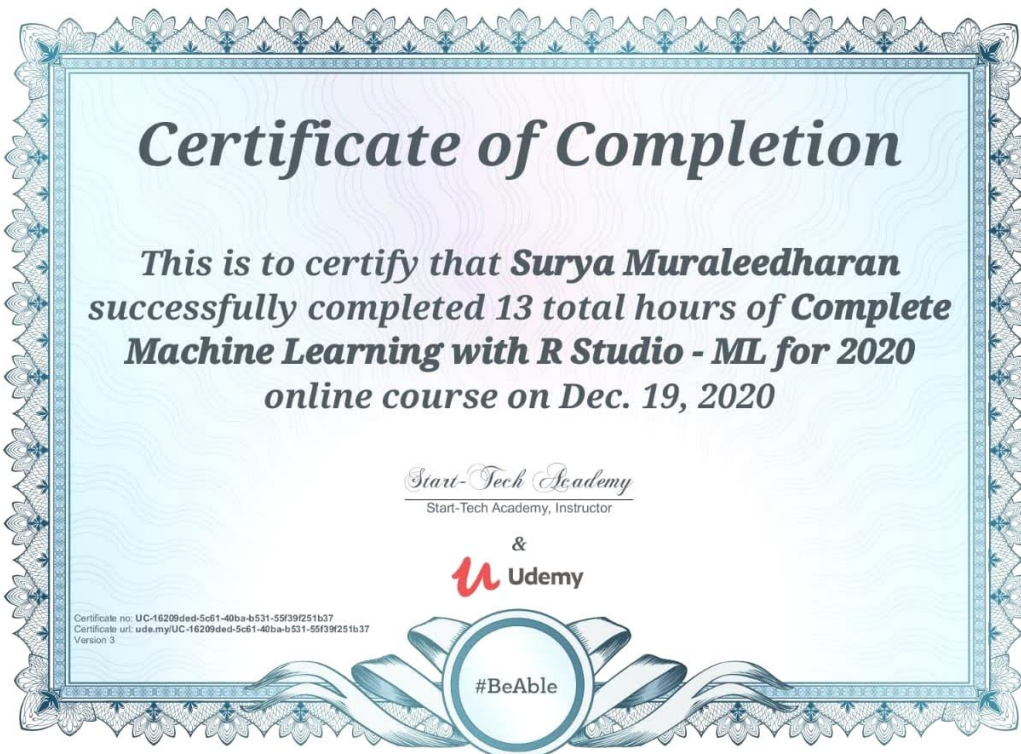 Certificate of Completion
This is to certify that Surya Muraleedharan
successfully completed 13 total hours of Complete
Machine Learning with R Studio - ML for 2020
online course on Dec. 19, 2020
Start-Tech Academy
Start-Tech Academy, Instructor
&
Udemy
Certificate no: UC-16209ded-5c61-40ba-b531-55f39f251b37
Certificate url: ude.my/UC-16209ded-5c61-40ba-b531-55f39f251b37
Version 3
#BeAble